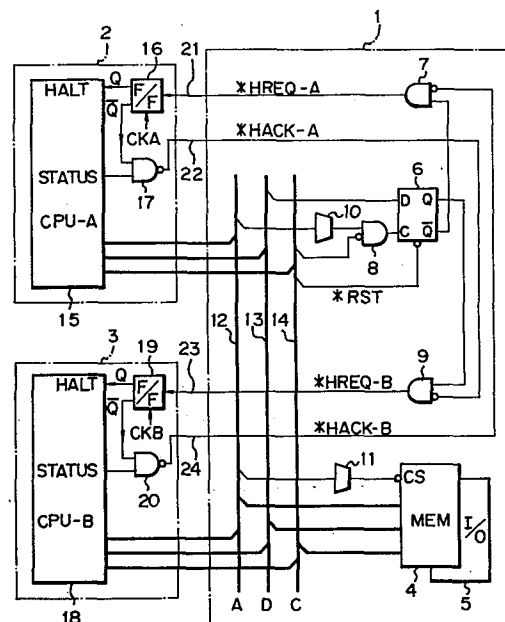 1
2
16
21
7
HALT
Q
F/F
*HREQ-A
Q̅
CKA
*HACK-A
22
STATUS
17
6
10
D Q
CPU-A
C Q̅
8
*RST
15
12
13
14
3
19
23
9
HALT
Q
F/F
*HREQ-B
Q̅
CKB
*HACK-B
24
STATUS
20
11
CS
CPU-B
MEM
I/O
18
A D C
4
5